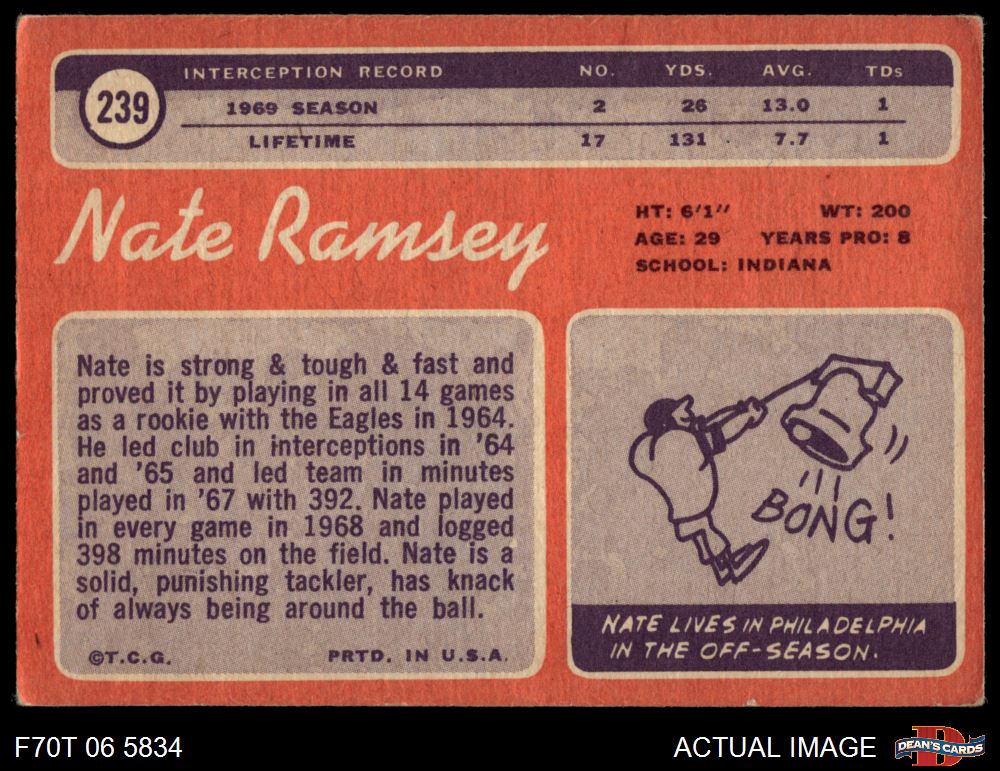 239
INTERCEPTION RECORD NO. YDS. AVG. TDs
1969 SEASON 2 26 13.0 1
LIFETIME 17 131 7.7 1
Nate Ramsey
HT: 6'1" WT: 200
AGE: 29 YEARS PRO: 8
SCHOOL: INDIANA
Nate is strong & tough & fast and
proved it by playing in all 14 games
as a rookie with the Eagles in 1964.
He led club in interceptions in '64
and '65 and led team in minutes
played in '67 with 392. Nate played
in every game in 1968 and logged
398 minutes on the field. Nate is a
solid, punishing tackler, has knack
of always being around the ball.
©T.C.G. PRTD. IN U.S.A.
BONG!
NATE LIVES IN PHILADELPHIA
IN THE OFF-SEASON.
F70T 06 5834 ACTUAL IMAGE
D
DEAN'S CARDS